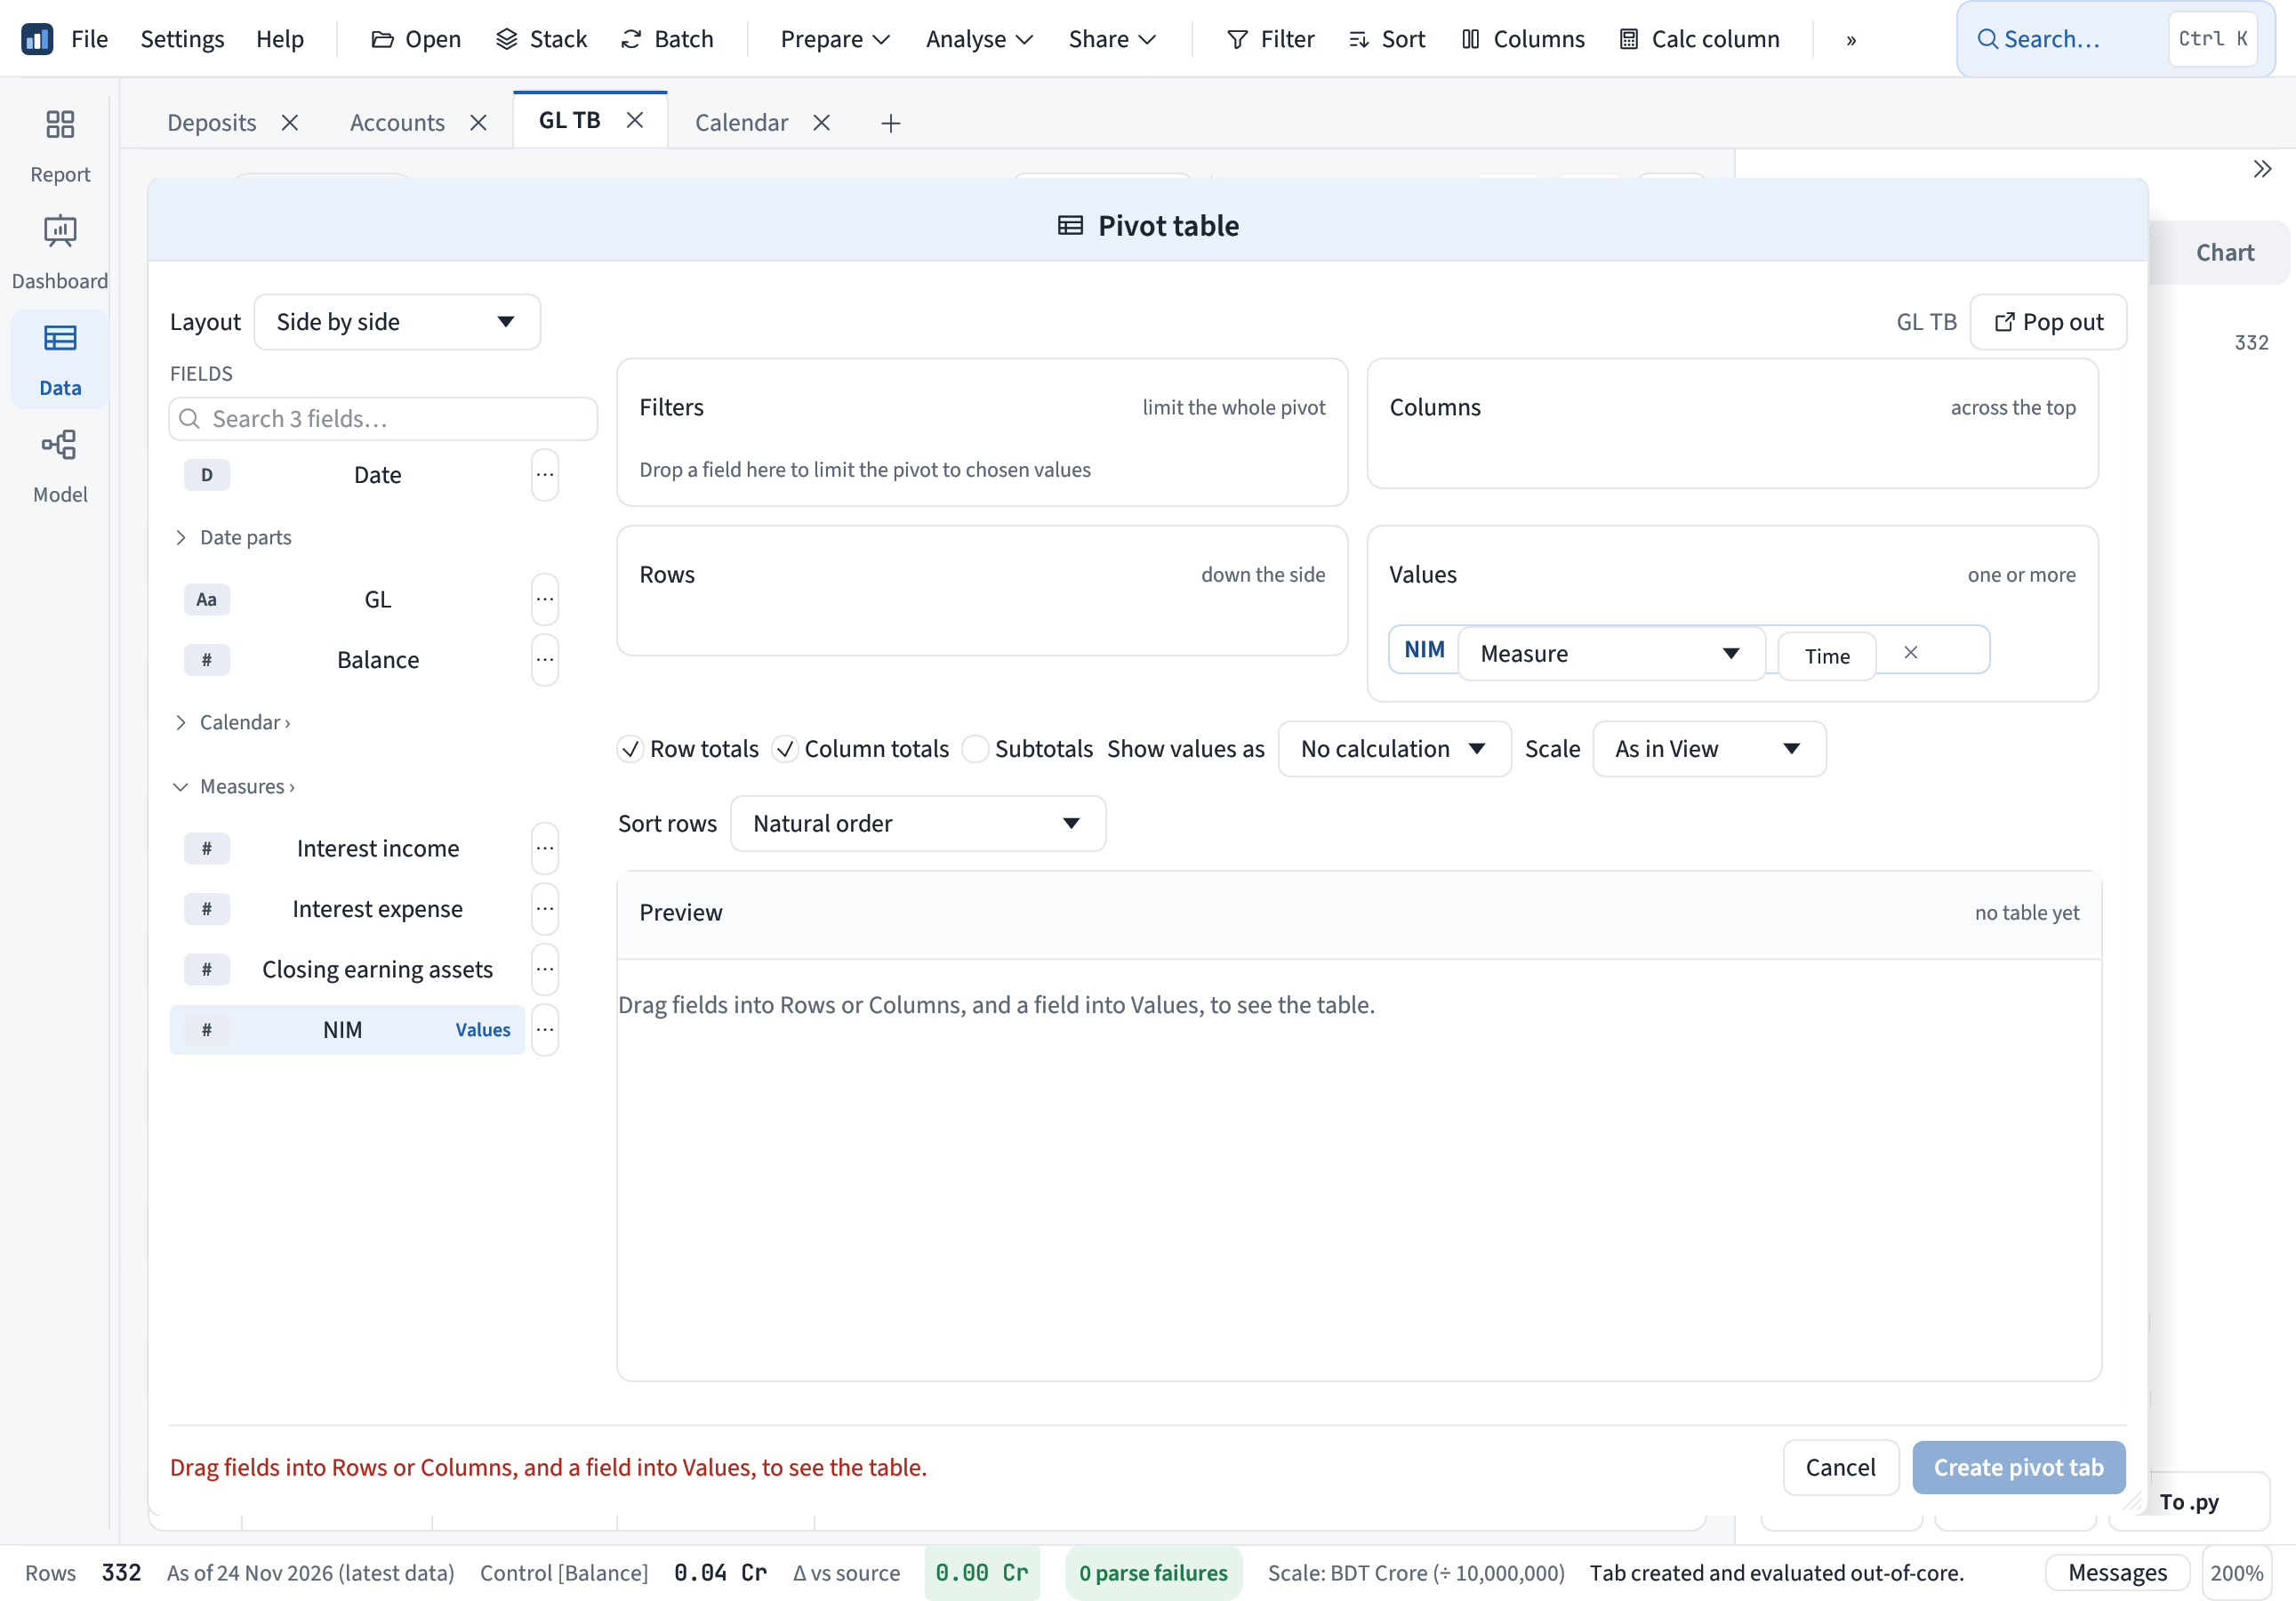 File Settings Help Open Stack Batch Prepare Analyse Share Filter Sort Columns Calc column » Search… Ctrl K
Deposits Accounts GL TB Calendar
Report
Dashboard
Data
Model
Pivot table
Chart
332
Layout Side by side GL TB Pop out
FIELDS
Search 3 fields…
D Date ...
Date parts
Aa GL ...
# Balance ...
Calendar ›
Measures ›
# Interest income ...
# Interest expense ...
# Closing earning assets ...
# NIM Values ...
Filters limit the whole pivot
Drop a field here to limit the pivot to chosen values
Columns across the top
Rows down the side
Values one or more
NIM Measure Time
Row totals Column totals Subtotals Show values as No calculation Scale As in View
Sort rows Natural order
Preview no table yet
Drag fields into Rows or Columns, and a field into Values, to see the table.
Drag fields into Rows or Columns, and a field into Values, to see the table.
Cancel Create pivot tab
To .py
Rows 332 As of 24 Nov 2026 (latest data) Control [Balance] 0.04 Cr Δ vs source 0.00 Cr 0 parse failures Scale: BDT Crore (÷ 10,000,000) Tab created and evaluated out-of-core. Messages 200%